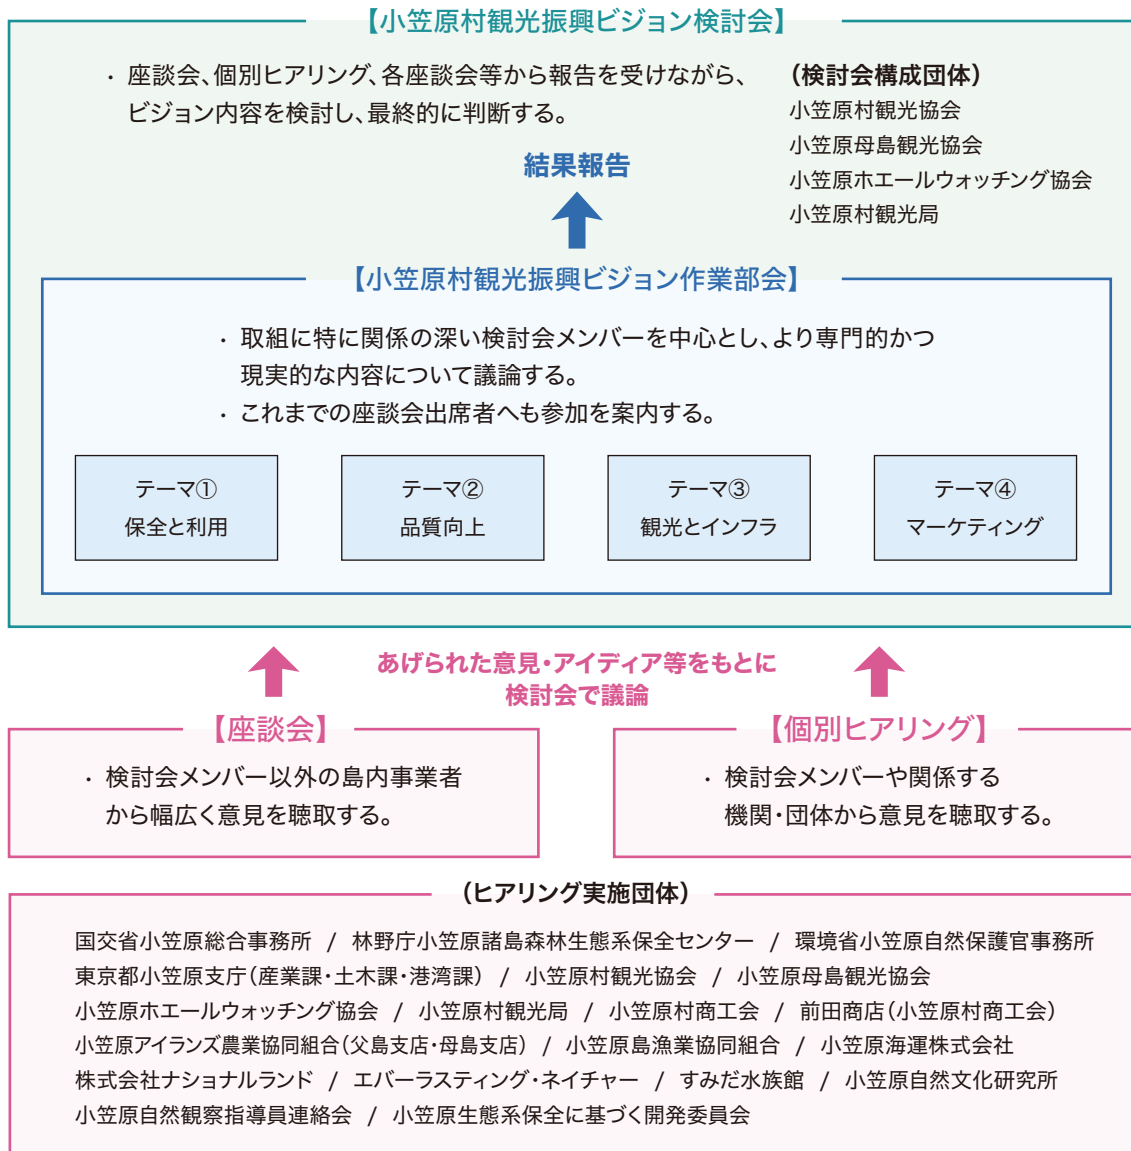 【小笠原村観光振興ビジョン検討会】
・ 座談会、個別ヒアリング、各座談会等から報告を受けながら、
ビジョン内容を検討し、最終的に判断する。
（検討会構成団体）
小笠原村観光協会
小笠原母島観光協会
小笠原ホエールウォッチング協会
小笠原村観光局
結果報告
【小笠原村観光振興ビジョン作業部会】
・ 取組に特に関係の深い検討会メンバーを中心とし、より専門的かつ
現実的な内容について議論する。
・ これまでの座談会出席者へも参加を案内する。
テーマ①
保全と利用
テーマ②
品質向上
テーマ③
観光とインフラ
テーマ④
マーケティング
あげられた意見・アイディア等をもとに
検討会で議論
【座談会】
・ 検討会メンバー以外の島内事業者
から幅広く意見を聴取する。
【個別ヒアリング】
・ 検討会メンバーや関係する
機関・団体から意見を聴取する。
（ヒアリング実施団体）
国交省小笠原総合事務所 / 林野庁小笠原諸島森林生態系保全センター / 環境省小笠原自然保護官事務所
東京都小笠原支庁（産業課・土木課・港湾課） / 小笠原村観光協会 / 小笠原母島観光協会
小笠原ホエールウォッチング協会 / 小笠原村観光局 / 小笠原村商工会 / 前田商店（小笠原村商工会）
小笠原アイランズ農業協同組合（父島支店・母島支店） / 小笠原島漁業協同組合 / 小笠原海運株式会社
株式会社ナショナルランド / エバーラスティング・ネイチャー / すみだ水族館 / 小笠原自然文化研究所
小笠原自然観察指導員連絡会 / 小笠原生態系保全に基づく開発委員会